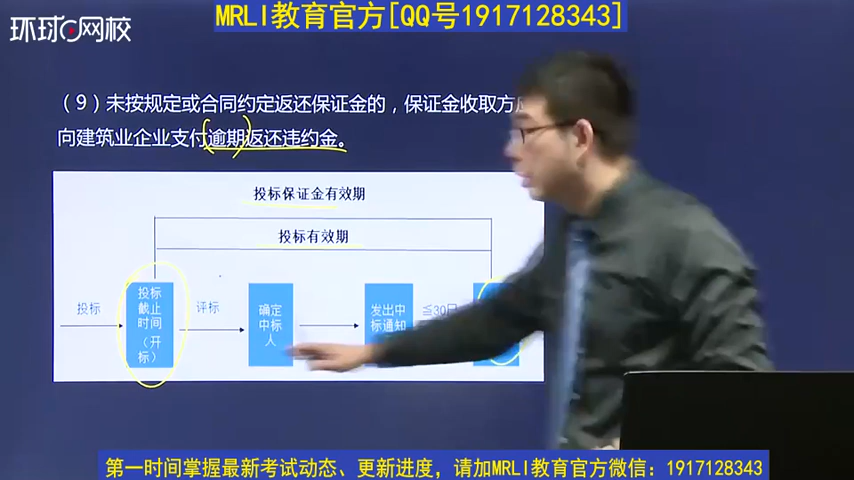 MRLI教育官方[QQ号1917128343]
环球网校
（9）未按规定或合同约定返还保证金的，保证金收取方应
向建筑业企业支付(逾期)返还违约金。
投标保证金有效期
投标有效期
投标
投标
截止
时间
（开
标）
评标
确定
中标
人
发出中
标通知
≦30日
第一时间掌握最新考试动态、更新进度，请加MRLI教育官方微信：1917128343